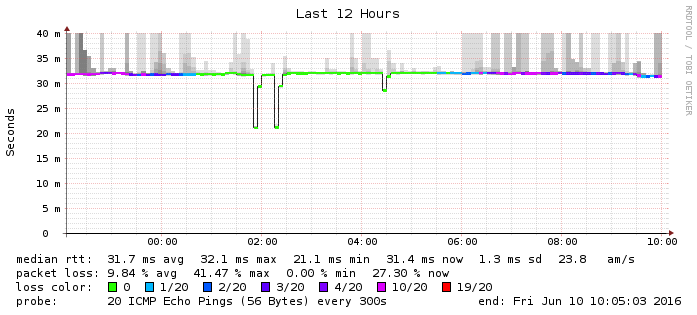 Last 12 Hours
RRDTOOL / TOBI OETIKER
Seconds
40 m
35 m
30 m
25 m
20 m
15 m
10 m
5 m
0
00:00 02:00 04:00 06:00 08:00 10:00
median rtt: 31.7 ms avg 32.1 ms max 21.1 ms min 31.4 ms now 1.3 ms sd 23.8 am/s
packet loss: 9.84 % avg 41.47 % max 0.00 % min 27.30 % now
loss color: 0 1/20 2/20 3/20 4/20 10/20 19/20
probe: 20 ICMP Echo Pings (56 Bytes) every 300s end: Fri Jun 10 10:05:03 2016